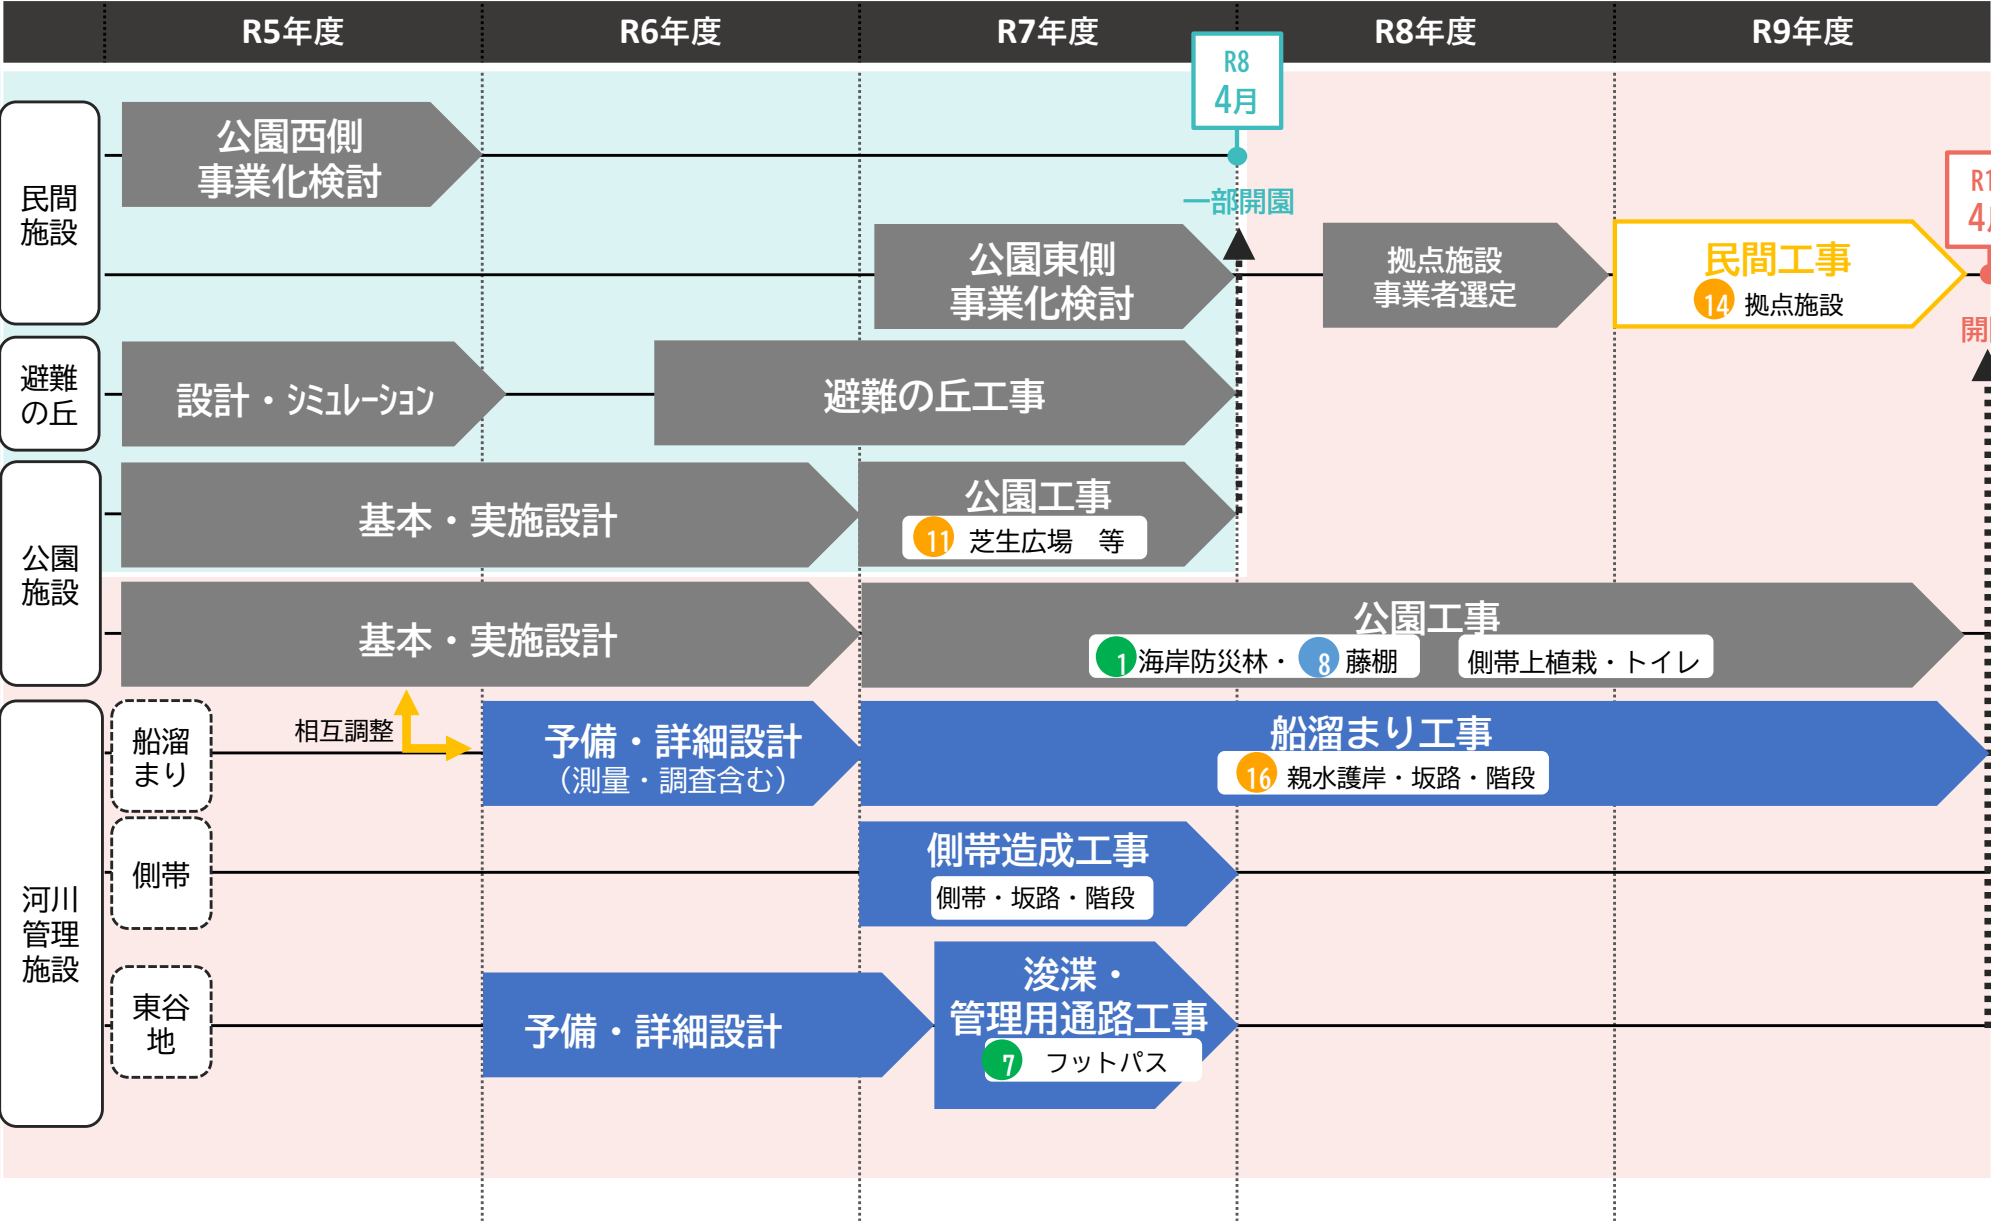 R5年度
R6年度
R7年度
R8年度
R9年度
R8
4月
一部開園
民間
施設
公園西側
事業化検討
公園東側
事業化検討
拠点施設
事業者選定
民間工事
14 拠点施設
避難
の丘
設計・ｼﾐｭﾚｰｼｮﾝ
避難の丘工事
公園
施設
基本・実施設計
公園工事
11 芝生広場　等
基本・実施設計
公園工事
1 海岸防災林・ 8 藤棚
側帯上植栽・トイレ
河川
管理
施設
船溜
まり
相互調整
予備・詳細設計
（測量・調査含む）
船溜まり工事
16 親水護岸・坂路・階段
側帯
側帯造成工事
側帯・坂路・階段
東谷
地
予備・詳細設計
浚渫・
管理用通路工事
7 フットパス